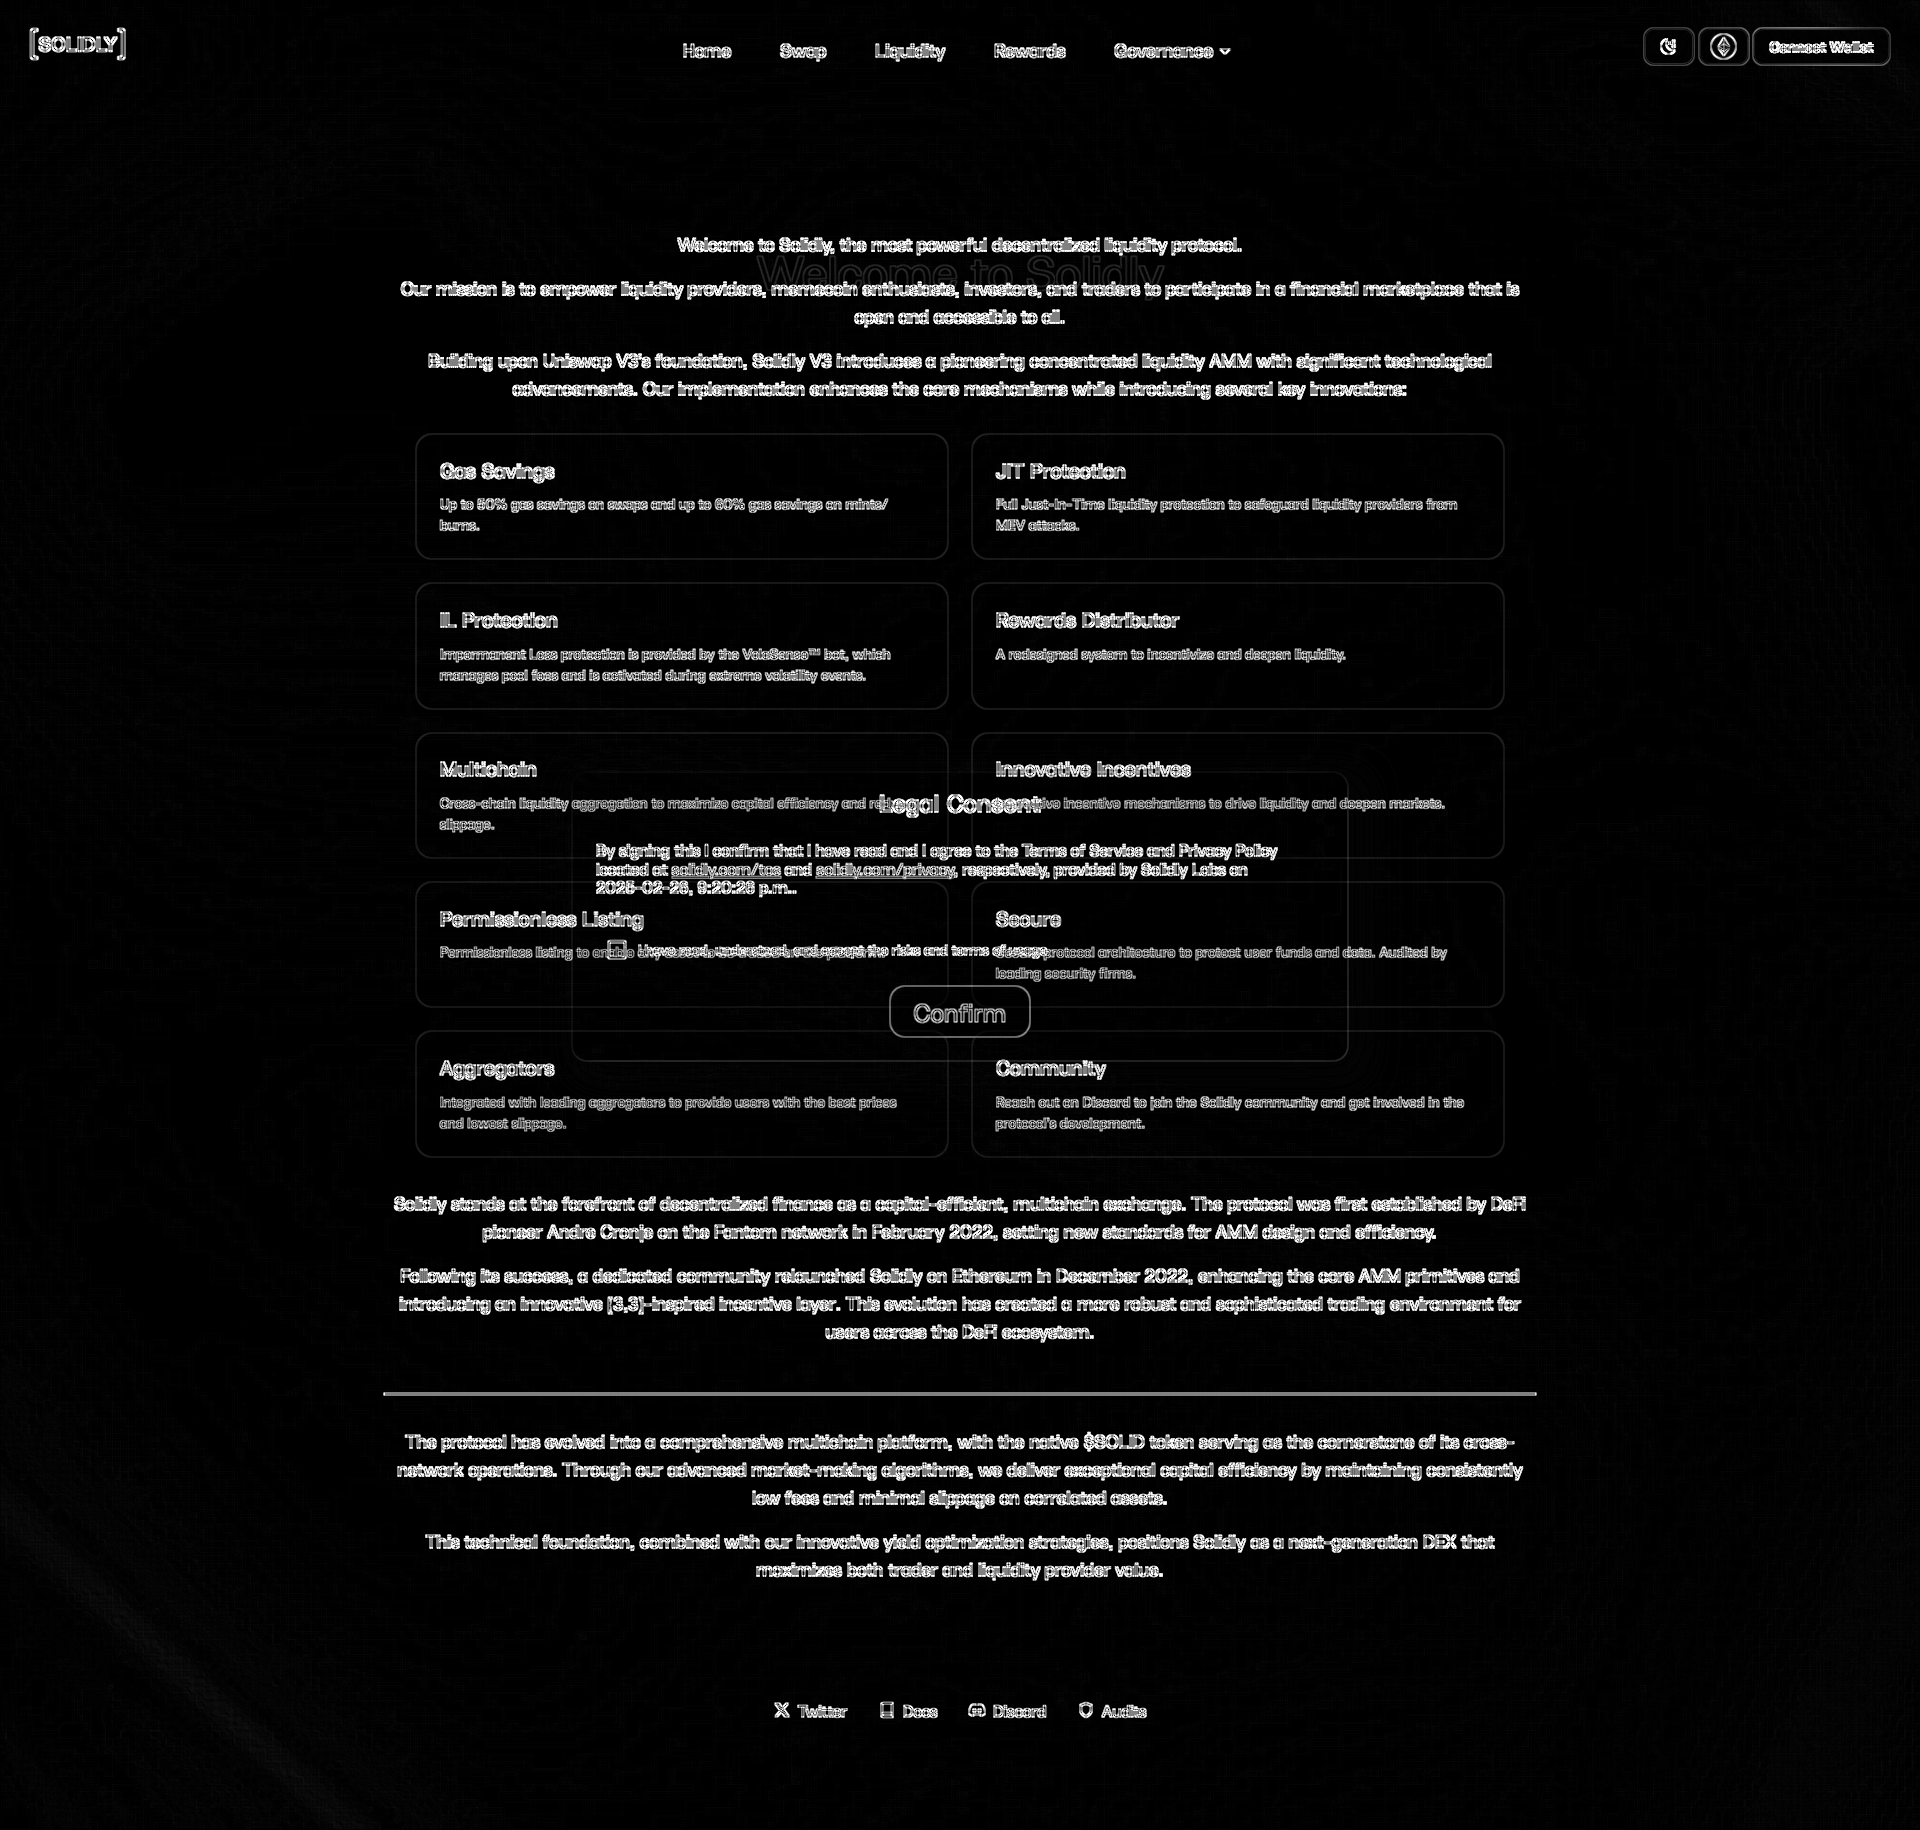 [SOLIDLY]
Home
Swap
Liquidity
Rewards
Governance
Connect Wallet
Welcome to Solidly, the most powerful decentralized liquidity protocol.
Welcome to Solidly
Our mission is to empower liquidity providers, memecoin enthusiasts, investors, and traders to participate in a financial marketplace that is
open and accessible to all.
Building upon Uniswap V3's foundation, Solidly V3 introduces a pioneering concentrated liquidity AMM with significant technological
advancements. Our implementation enhances the core mechanisms while introducing several key innovations:
Gas Savings
Up to 50% gas savings on swaps and up to 60% gas savings on mints/
burns.
JIT Protection
Full Just-In-Time liquidity protection to safeguard liquidity providers from
MEV attacks.
IL Protection
Impermanent Loss protection is provided by the VoloSense™ bot, which
manages pool fees and is activated during extreme volatility events.
Rewards Distributor
A redesigned system to incentivize and deepen liquidity.
Multichain
Cross-chain liquidity aggregation to maximize capital efficiency and
slippage.
Innovative Incentives
incentive mechanisms to drive liquidity and deepen markets.
Legal Consent
By signing this I confirm that I have read and I agree to the Terms of Service and Privacy Policy
located at solidly.com/tos and solidly.com/privacy, respectively, provided by Solidly Labs on
2025-02-26, 9:20:26 p.m..
Permissionless Listing
Permissionless listing to enable
Secure
protocol architecture to protect user funds and data. Audited by
leading security firms.
I have read, understood, and accept the risks and terms of usage.
Confirm
Aggregators
Integrated with leading aggregators to provide users with the best prices
and lowest slippage.
Community
Reach out on Discord to join the Solidly community and get involved in the
protocol's development.
Solidly stands at the forefront of decentralized finance as a capital-efficient, multichain exchange. The protocol was first established by DeFi
pioneer Andre Cronje on the Fantom network in February 2022, setting new standards for AMM design and efficiency.
Following its success, a dedicated community relaunched Solidly on Ethereum in December 2022, enhancing the core AMM primitives and
introducing an innovative (3,3)-inspired incentive layer. This evolution has created a more robust and sophisticated trading environment for
users across the DeFi ecosystem.
The protocol has evolved into a comprehensive multichain platform, with the native $SOLID token serving as the cornerstone of its cross-
network operations. Through our advanced market-making algorithms, we deliver exceptional capital efficiency by maintaining consistently
low fees and minimal slippage on correlated assets.
This technical foundation, combined with our innovative yield optimization strategies, positions Solidly as a next-generation DEX that
maximizes both trader and liquidity provider value.
Twitter
Docs
Discord
Audits